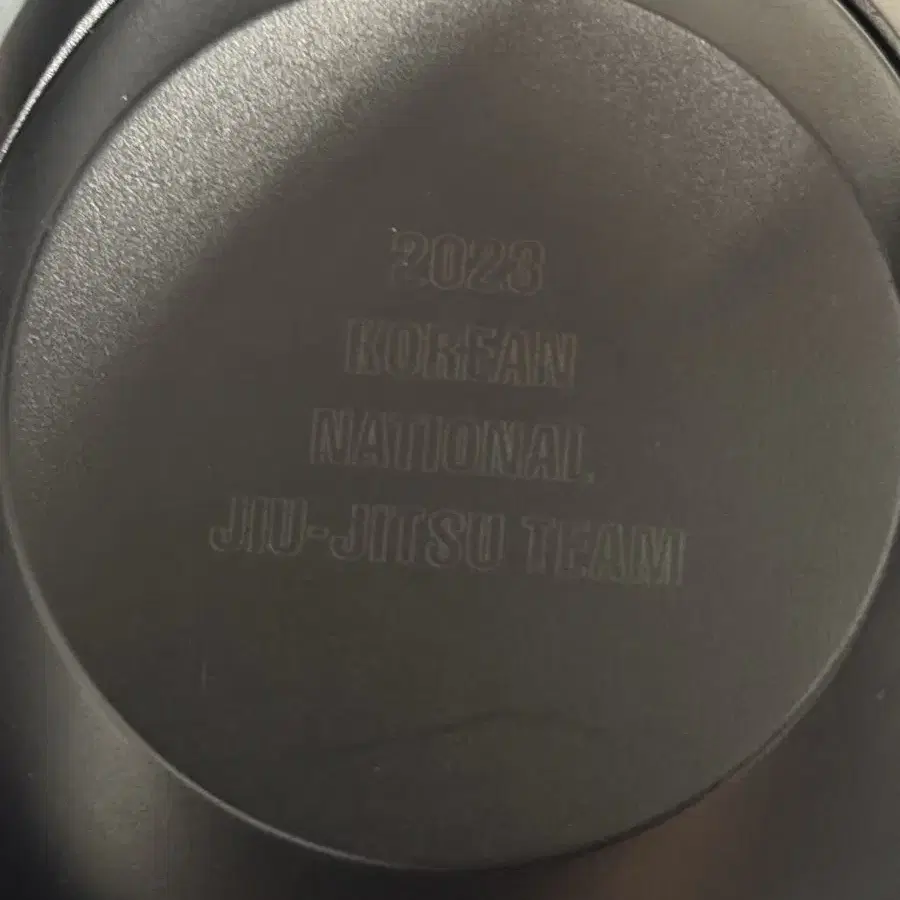 2023
KOREAN
NATIONAL
JIU-JITSU TEAM